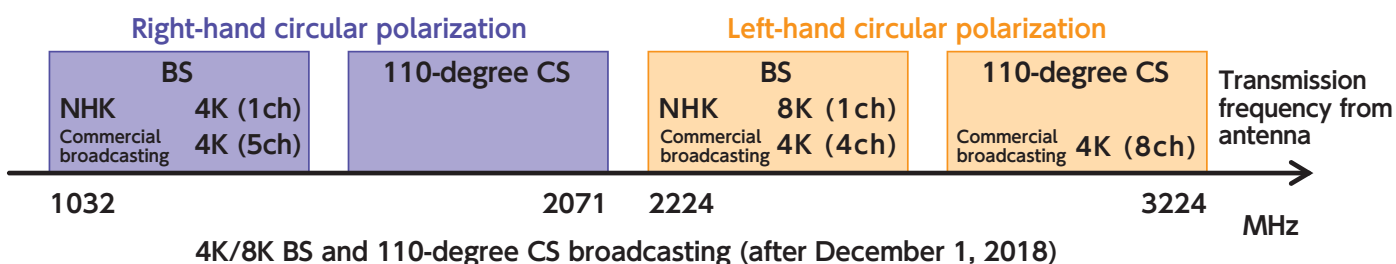 Right-hand circular polarization
Left-hand circular polarization
BS
NHK 4K (1ch)
Commercial broadcasting 4K (5ch)
110-degree CS
BS
NHK 8K (1ch)
Commercial broadcasting 4K (4ch)
110-degree CS
Commercial broadcasting 4K (8ch)
Transmission
frequency from
antenna
1032
2071
2224
3224
MHz
4K/8K BS and 110-degree CS broadcasting (after December 1, 2018)